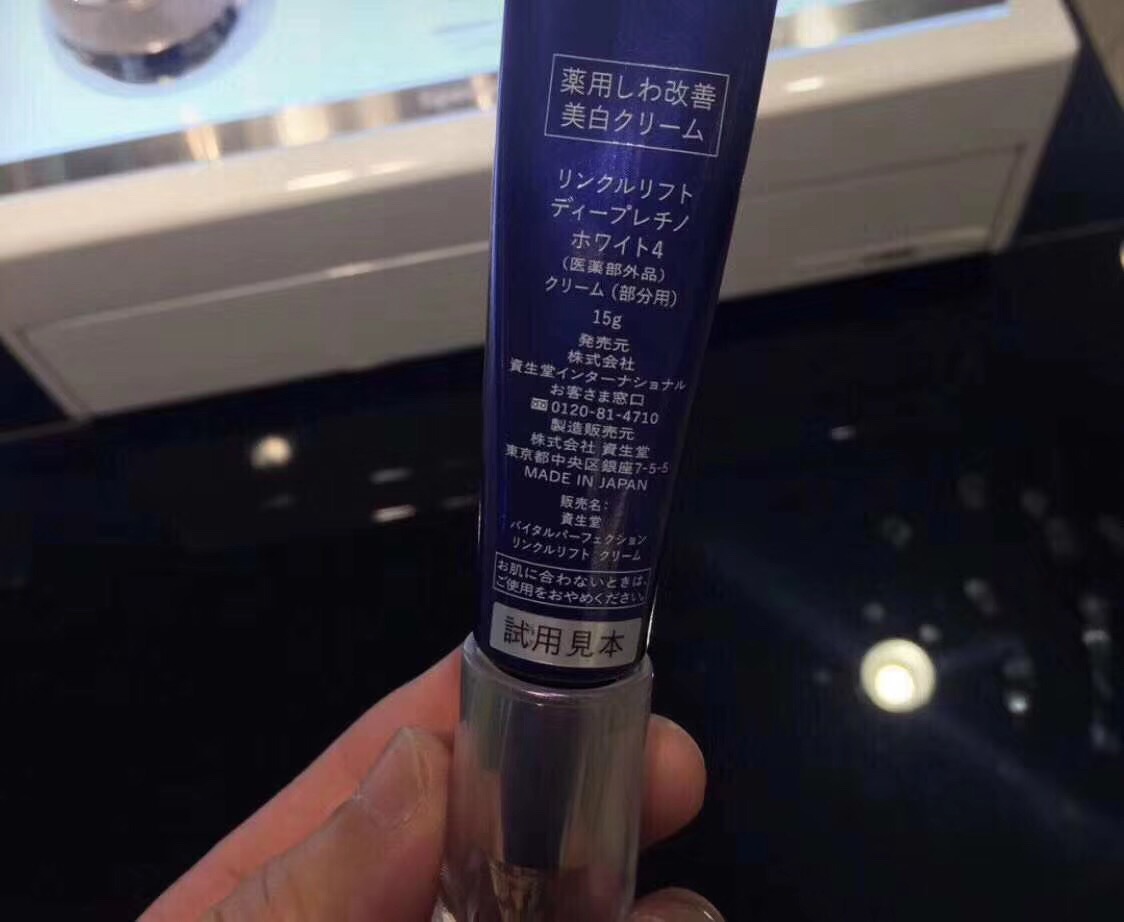 薬用しわ改善
美白クリーム
リンクルリフト
ディープレチノ
ホワイト4
（医薬部外品）
クリーム（部分用）
15g
発売元
株式会社
資生堂インターナショナル
お客さま窓口
0120-81-4710
製造販売元
株式会社 資生堂
東京都中央区銀座7-5-5
MADE IN JAPAN
販売名：
資生堂
バイタルパーフェクション
リンクルリフト クリーム
お肌に合わないときは、
ご使用をおやめください。
試用見本